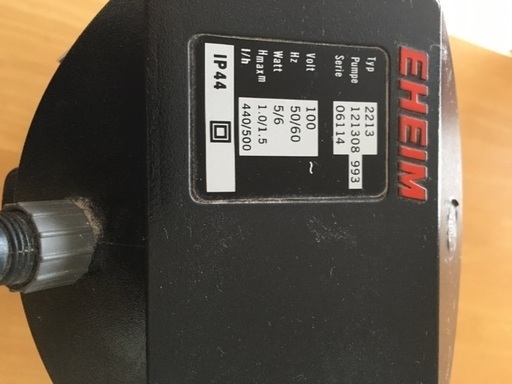 EHEIM
Typ 2213
Pumpe 121308 993
Serie 06114
Volt 100 ~
Hz 50/60
Watt 5/6
Hmax m 1.0/1.5
l/h 440/500
IP44